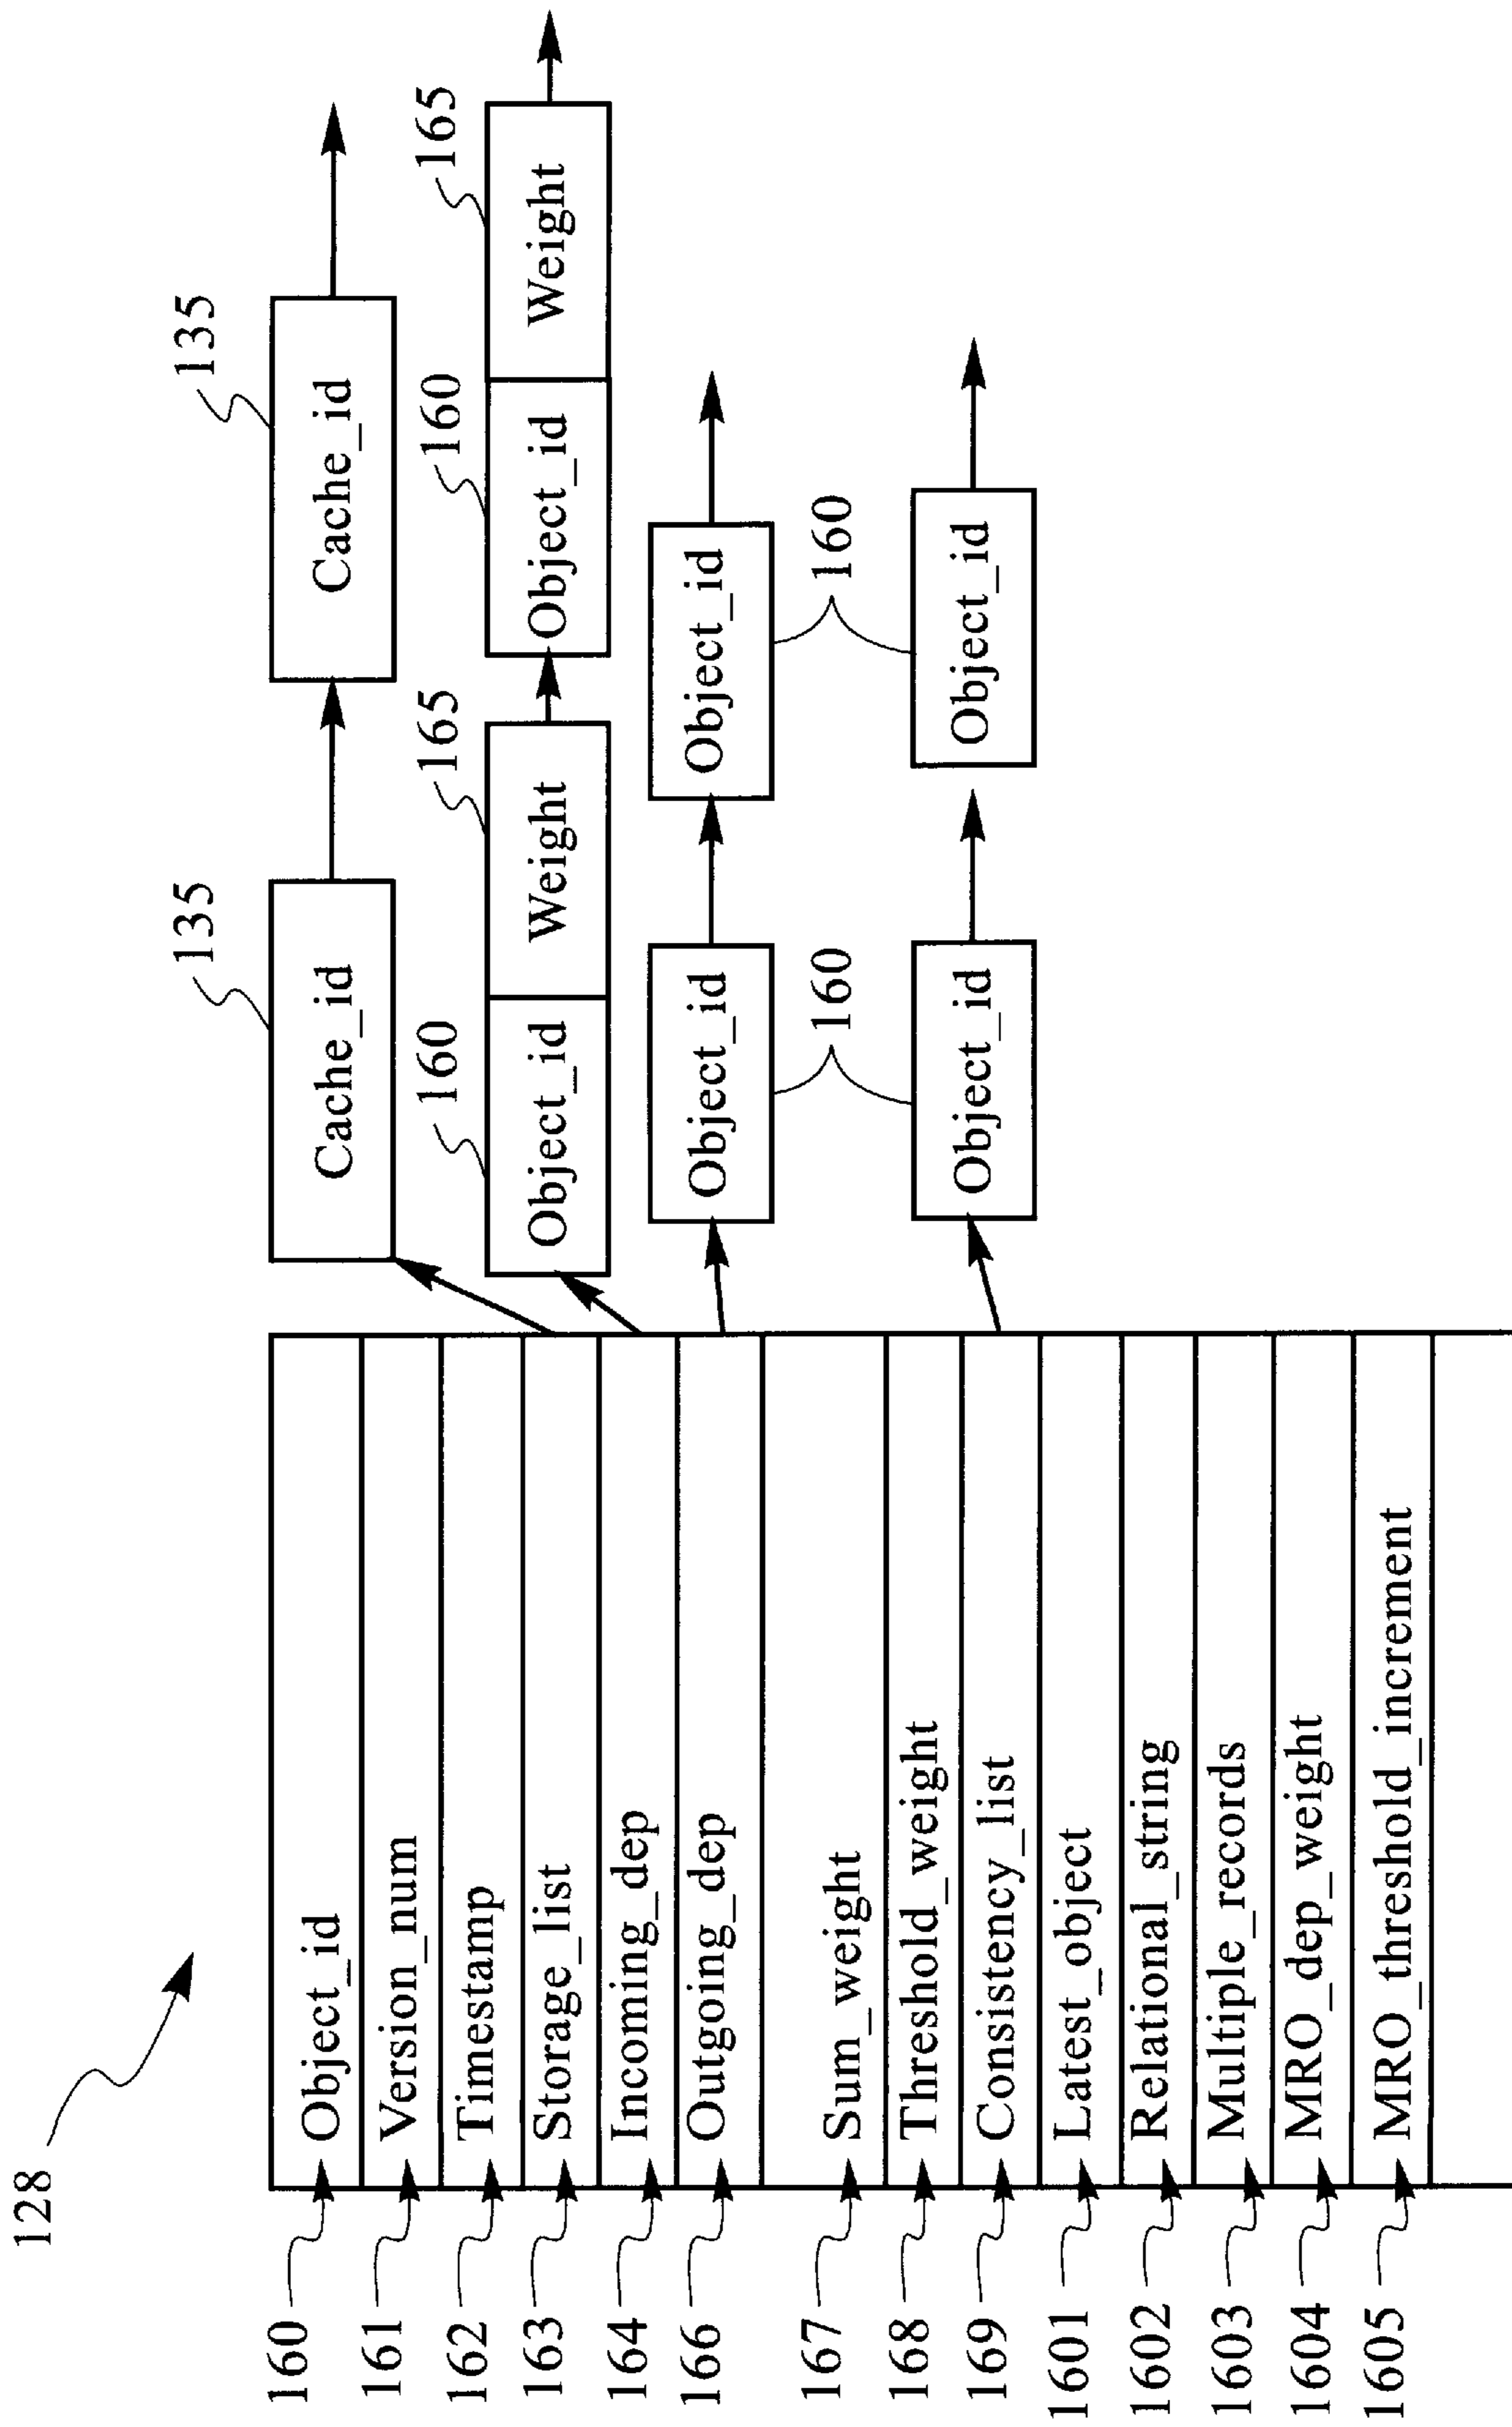 128
160 Object_id
161 Version_num
162 Timestamp
163 Storage_list
164 Incoming_dep
166 Outgoing_dep
167 Sum_weight
168 Threshold_weight
169 Consistency_list
1601 Latest_object
1602 Relational_string
1603 Multiple_records
1604 MRO_dep_weight
1605 MRO_threshold_increment
135 135
Cache_id Cache_id
160 165 160 165
Object_id Weight Object_id Weight
Object_id Object_id
160 160
Object_id Object_id